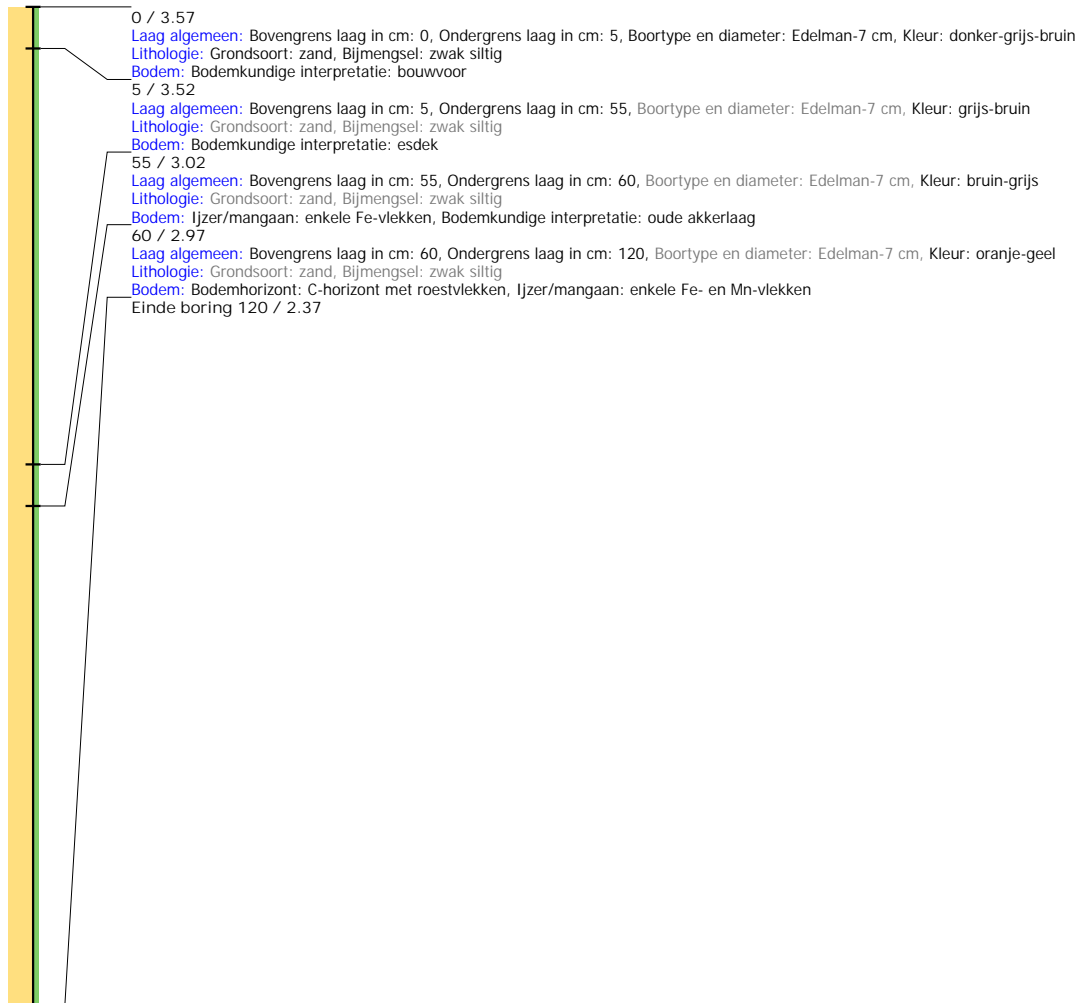 0 / 3.57
Laag algemeen: Bovengrens laag in cm: 0, Ondergrens laag in cm: 5, Boortype en diameter: Edelman-7 cm, Kleur: donker-grijs-bruin
Lithologie: Grondsoort: zand, Bijmengsel: zwak siltig
Bodem: Bodemkundige interpretatie: bouwvoor
5 / 3.52
Laag algemeen: Bovengrens laag in cm: 5, Ondergrens laag in cm: 55, Boortype en diameter: Edelman-7 cm, Kleur: grijs-bruin
Lithologie: Grondsoort: zand, Bijmengsel: zwak siltig
Bodem: Bodemkundige interpretatie: esdek
55 / 3.02
Laag algemeen: Bovengrens laag in cm: 55, Ondergrens laag in cm: 60, Boortype en diameter: Edelman-7 cm, Kleur: bruin-grijs
Lithologie: Grondsoort: zand, Bijmengsel: zwak siltig
Bodem: Ijzer/mangaan: enkele Fe-vlekken, Bodemkundige interpretatie: oude akkerlaag
60 / 2.97
Laag algemeen: Bovengrens laag in cm: 60, Ondergrens laag in cm: 120, Boortype en diameter: Edelman-7 cm, Kleur: oranje-geel
Lithologie: Grondsoort: zand, Bijmengsel: zwak siltig
Bodem: Bodemhorizont: C-horizont met roestvlekken, Ijzer/mangaan: enkele Fe- en Mn-vlekken
Einde boring 120 / 2.37